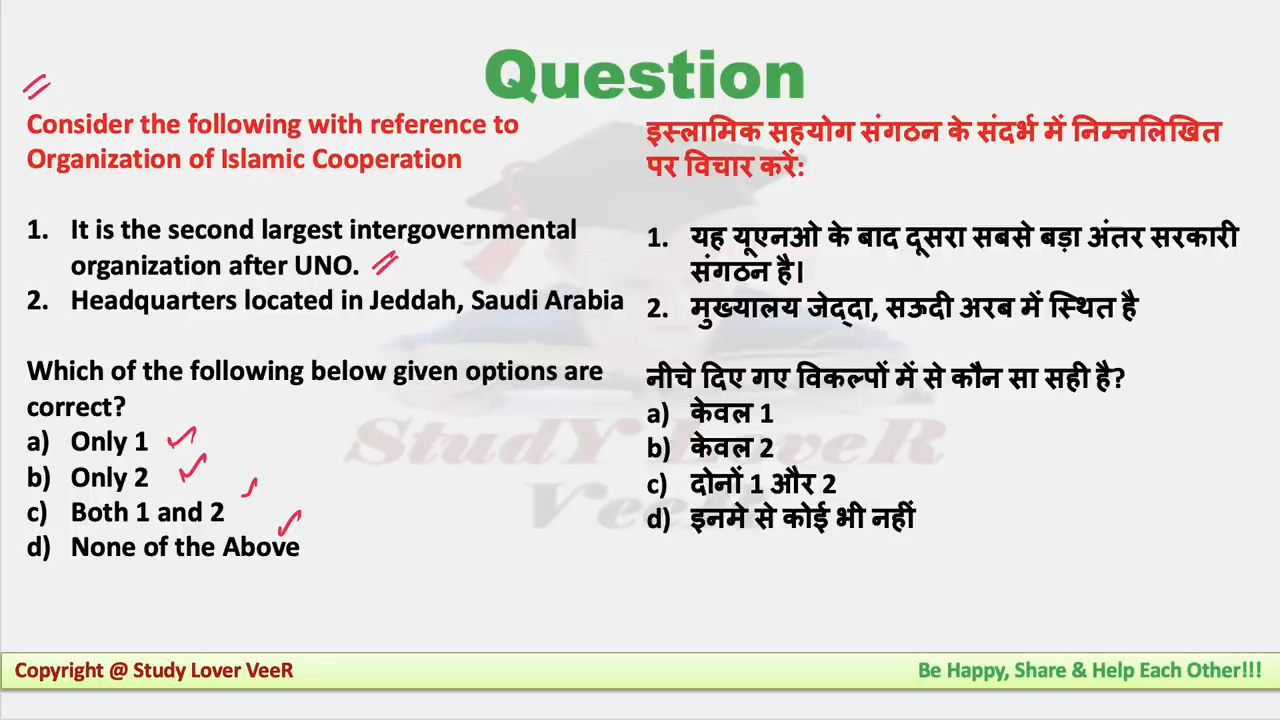 Question
Consider the following with reference to
Organization of Islamic Cooperation
1. It is the second largest intergovernmental
organization after UNO.
2. Headquarters located in Jeddah, Saudi Arabia
Which of the following below given options are
correct?
a) Only 1
b) Only 2
c) Both 1 and 2
d) None of the Above
इस्लामिक सहयोग संगठन के संदर्भ में निम्नलिखित
पर विचार करें:
1. यह यूएनओ के बाद दूसरा सबसे बड़ा अंतर सरकारी
संगठन है।
2. मुख्यालय जेद्दा, सऊदी अरब में स्थित है
नीचे दिए गए विकल्पों में से कौन सा सही है?
a) केवल 1
b) केवल 2
c) दोनों 1 और 2
d) इनमे से कोई भी नहीं
StudY LoveR
VeeR
Copyright @ Study Lover VeeR
Be Happy, Share & Help Each Other!!!